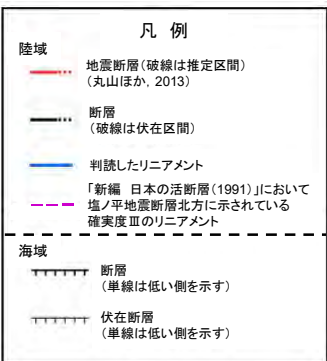 凡 例
陸域
地震断層(破線は推定区間)
(丸山ほか, 2013)
断層
(破線は伏在区間)
判読したリニアメント
「新編 日本の活断層(1991)」において
塩ノ平地震断層北方に示されている
確実度Ⅲのリニアメント
海域
断層
(単線は低い側を示す)
伏在断層
(単線は低い側を示す)